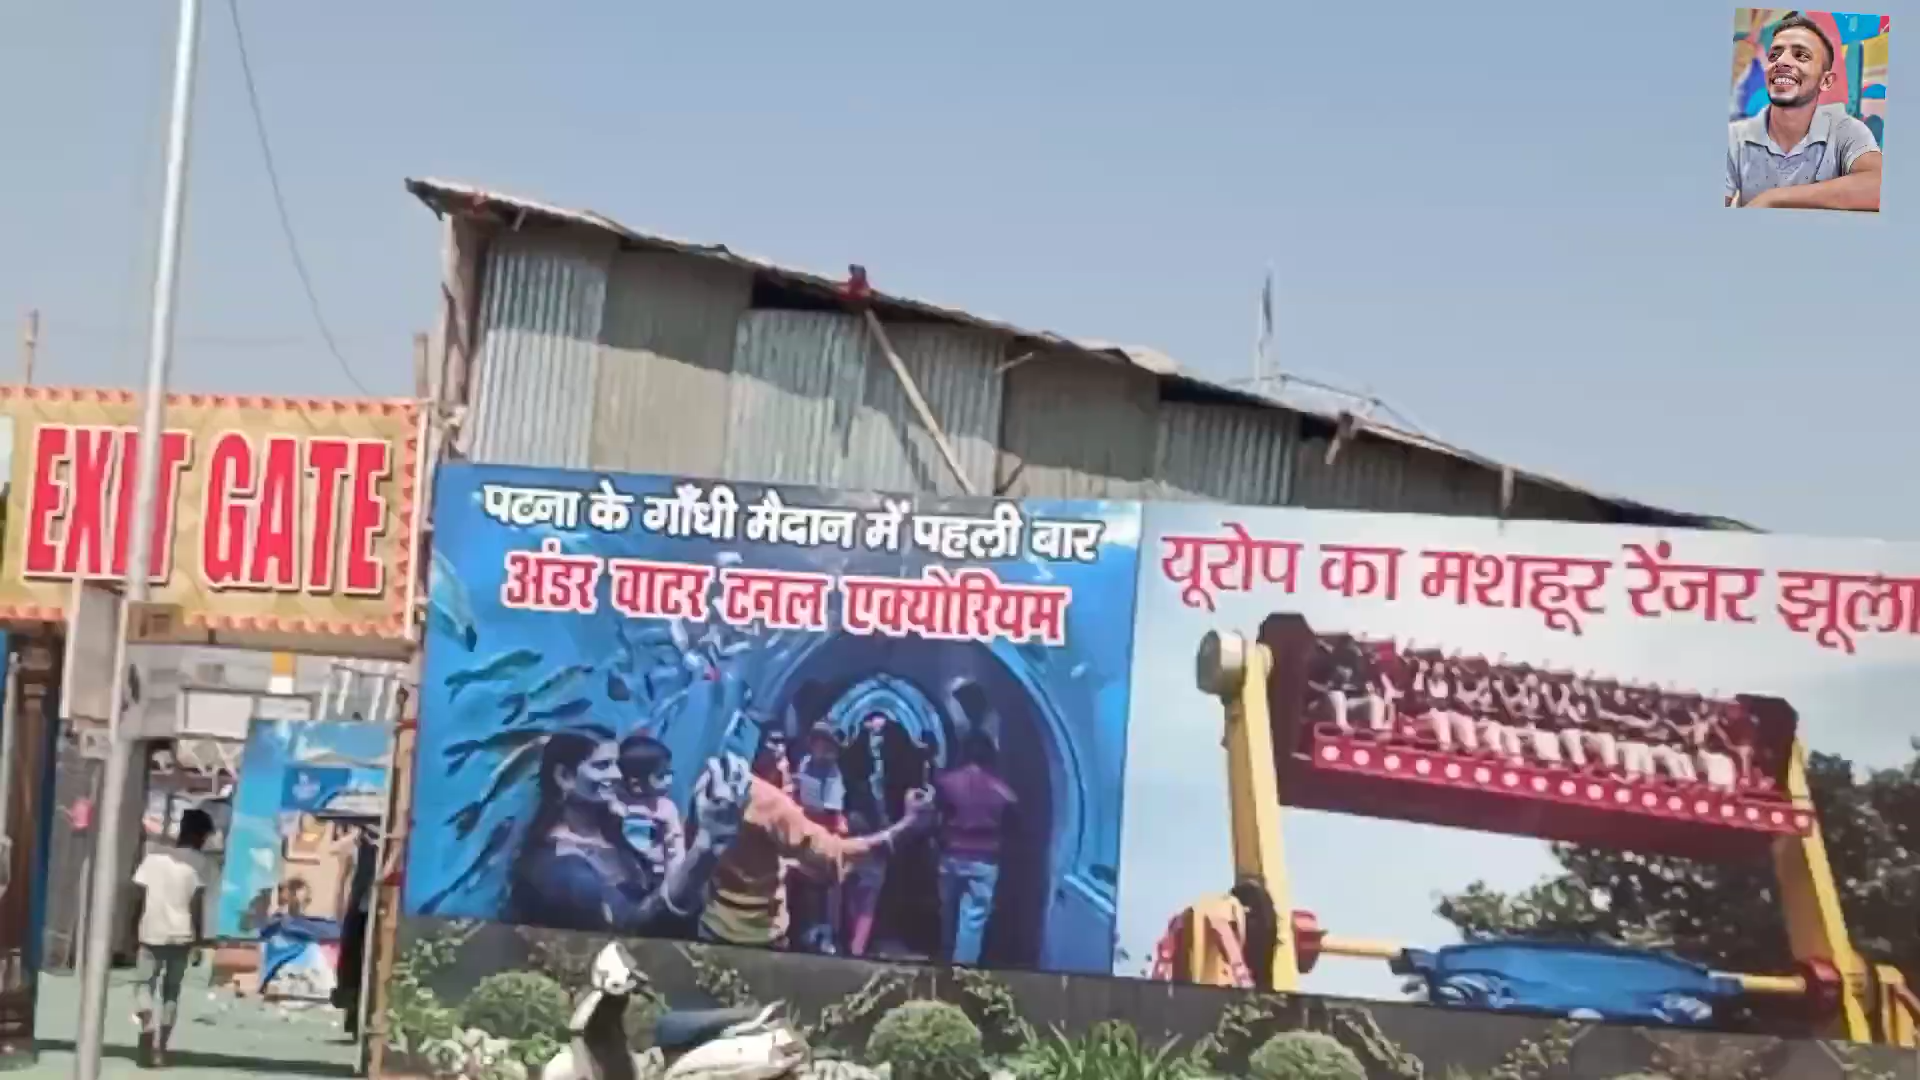 EXIT GATE
पटना के गाँधी मैदान में पहली बार
अंडर वाटर टनल एक्योरियम
यूरोप का मशहूर रेंजर झूला